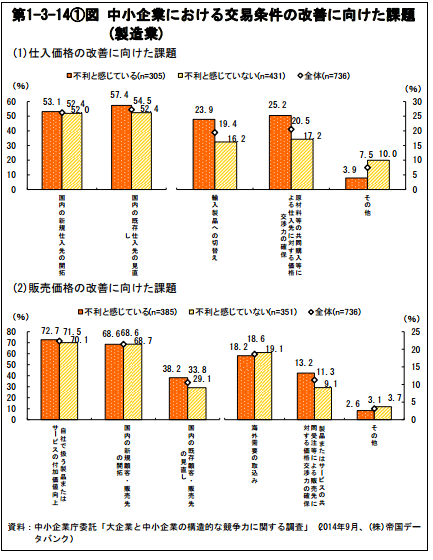 第1-3-14①図 中小企業における交易条件の改善に向けた課題
(製造業)
(1)仕入価格の改善に向けた課題
不利と感じている(n=305) 不利と感じていない(n=431) 全体(n=736)
(%) (%)
60 50 40 30 20 10 0
30 25 20 15 10 5 0
53.1 52.4 52.0
57.4 54.5 52.4
23.9 19.4 16.2
25.2 20.5 17.2
3.9 7.5 10.0
国内の新規仕入先の開拓
国内の既存仕入先の見直
し
輸入製品への切替え
原材料等の共同購入等に
よる仕入先に対する価格
交渉力の確保
その他
(2)販売価格の改善に向けた課題
不利と感じている(n=385) 不利と感じていない(n=351) 全体(n=736)
(%) (%)
80 70 60 50 40 30 20 10 0
25 20 15 10 5 0
72.7 71.5 70.1
68.6 68.6 68.7
38.2 33.8 29.1
18.2 18.6 19.1
13.2 11.3 9.1
2.6 3.1 3.7
自社で扱う製品または
サービスの付加価値向上
国内の新規顧客・販売先
の開拓
国内の既存顧客・販売先
の見直し
海外需要の取込み
製品またはサービスの共
同受注等による販売先に
対する価格交渉力の確保
その他
資料:中小企業庁委託「大企業と中小企業の構造的な競争力に関する調査」(2014年9月、(株)帝国デー
タバンク)